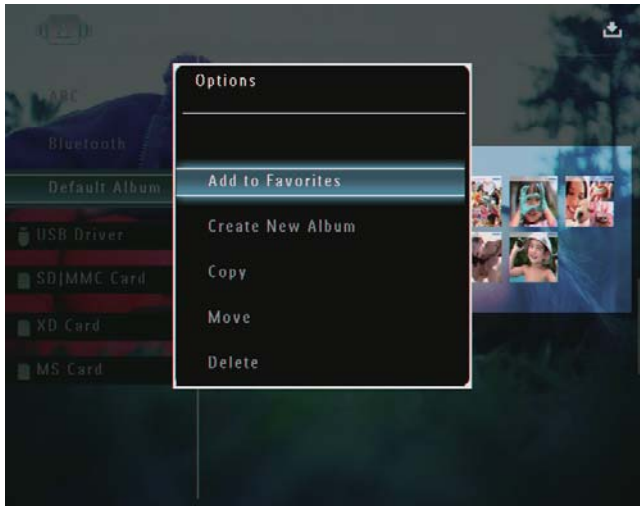 ABC
Bluetooth
Default Album
USB Driver
SD|MMC Card
XD Card
MS Card
Options
Add to Favorites
Create New Album
Copy
Move
Delete